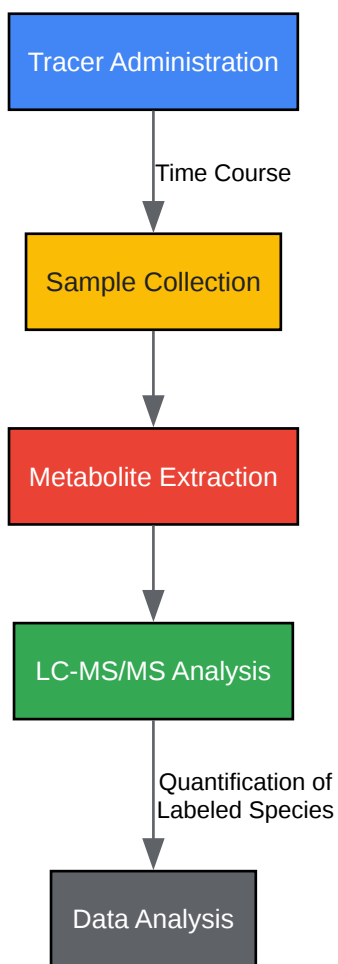 Tracer Administration
Time Course
Sample Collection
Metabolite Extraction
LC-MS/MS Analysis
Quantification of
Labeled Species
Data Analysis